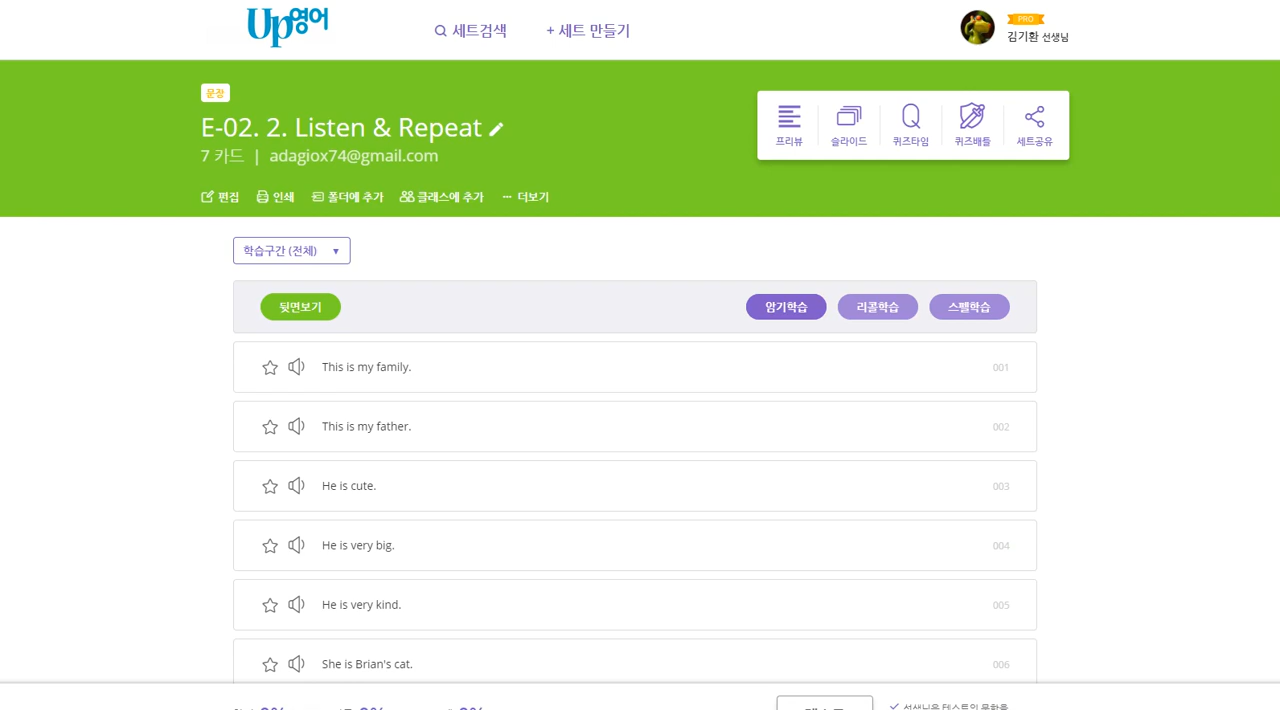 Up영어
세트검색
+ 세트 만들기
PRO
김기환 선생님
문장
E-02. 2. Listen & Repeat
7 카드 | adagiox74@gmail.com
편집 인쇄 폴더에 추가 클래스에 추가 ··· 더보기
프리뷰 슬라이드 퀴즈타임 퀴즈배틀 세트공유
학습구간 (전체) ▼
뒷면보기 암기학습 리콜학습 스펠학습
This is my family. 001
This is my father. 002
He is cute. 003
He is very big. 004
He is very kind. 005
She is Brian's cat. 006